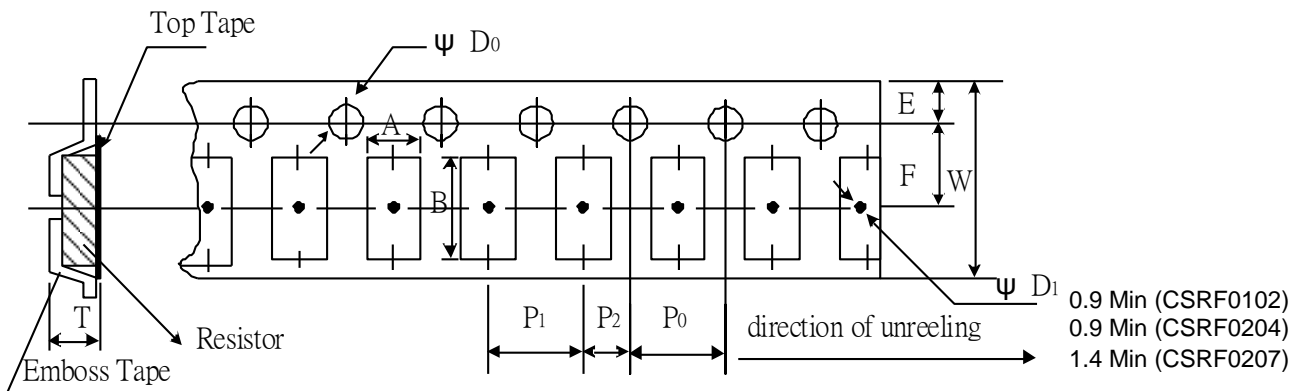 Top Tape
Ψ D0
A
E
B
F
W
T
Resistor
Emboss Tape
P1
P2
P0
direction of unreeling
Ψ D1
0.9 Min (CSRF0102)
0.9 Min (CSRF0204)
1.4 Min (CSRF0207)